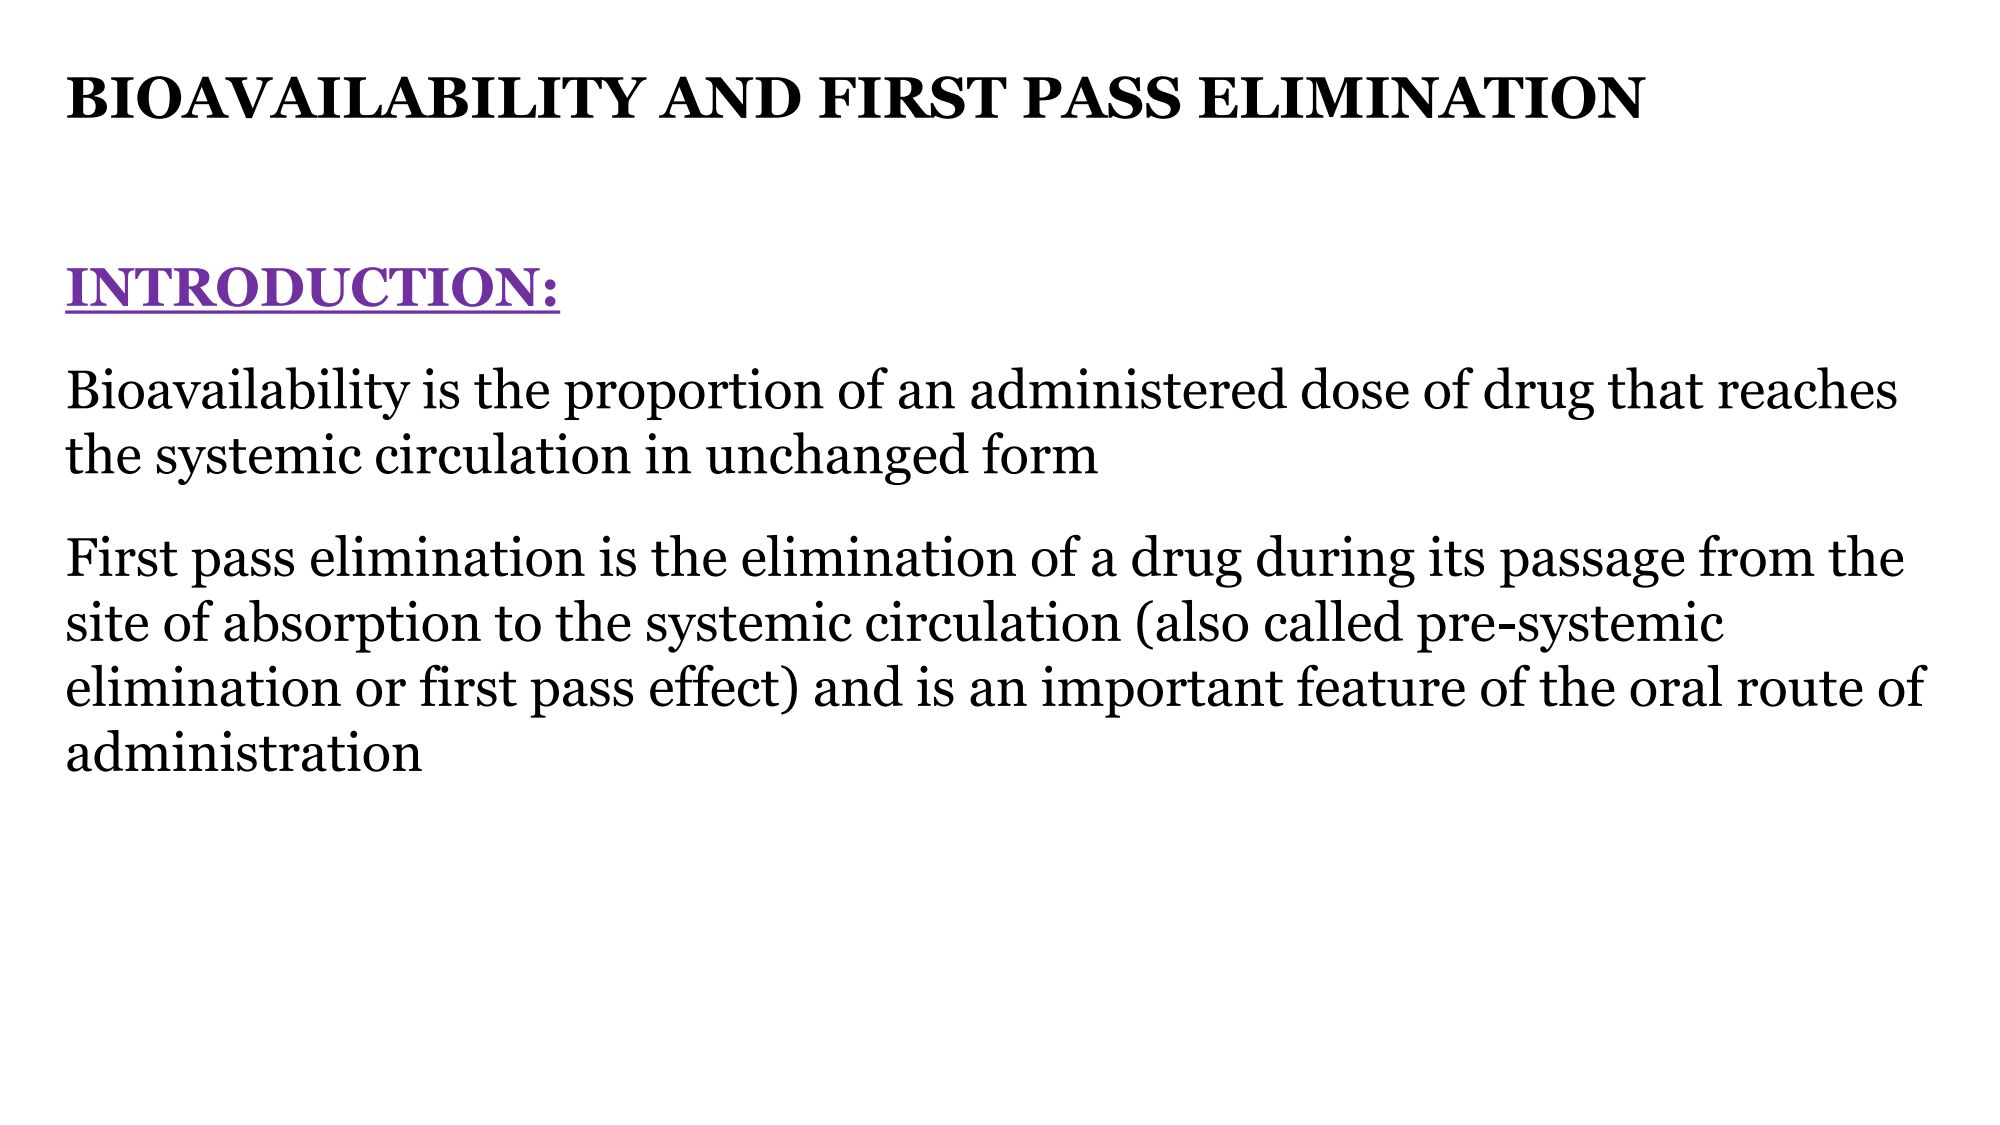 BIOAVAILABILITY AND FIRST PASS ELIMINATION
INTRODUCTION:
Bioavailability is the proportion of an administered dose of drug that reaches
the systemic circulation in unchanged form
First pass elimination is the elimination of a drug during its passage from the
site of absorption to the systemic circulation (also called pre-systemic
elimination or first pass effect) and is an important feature of the oral route of
administration